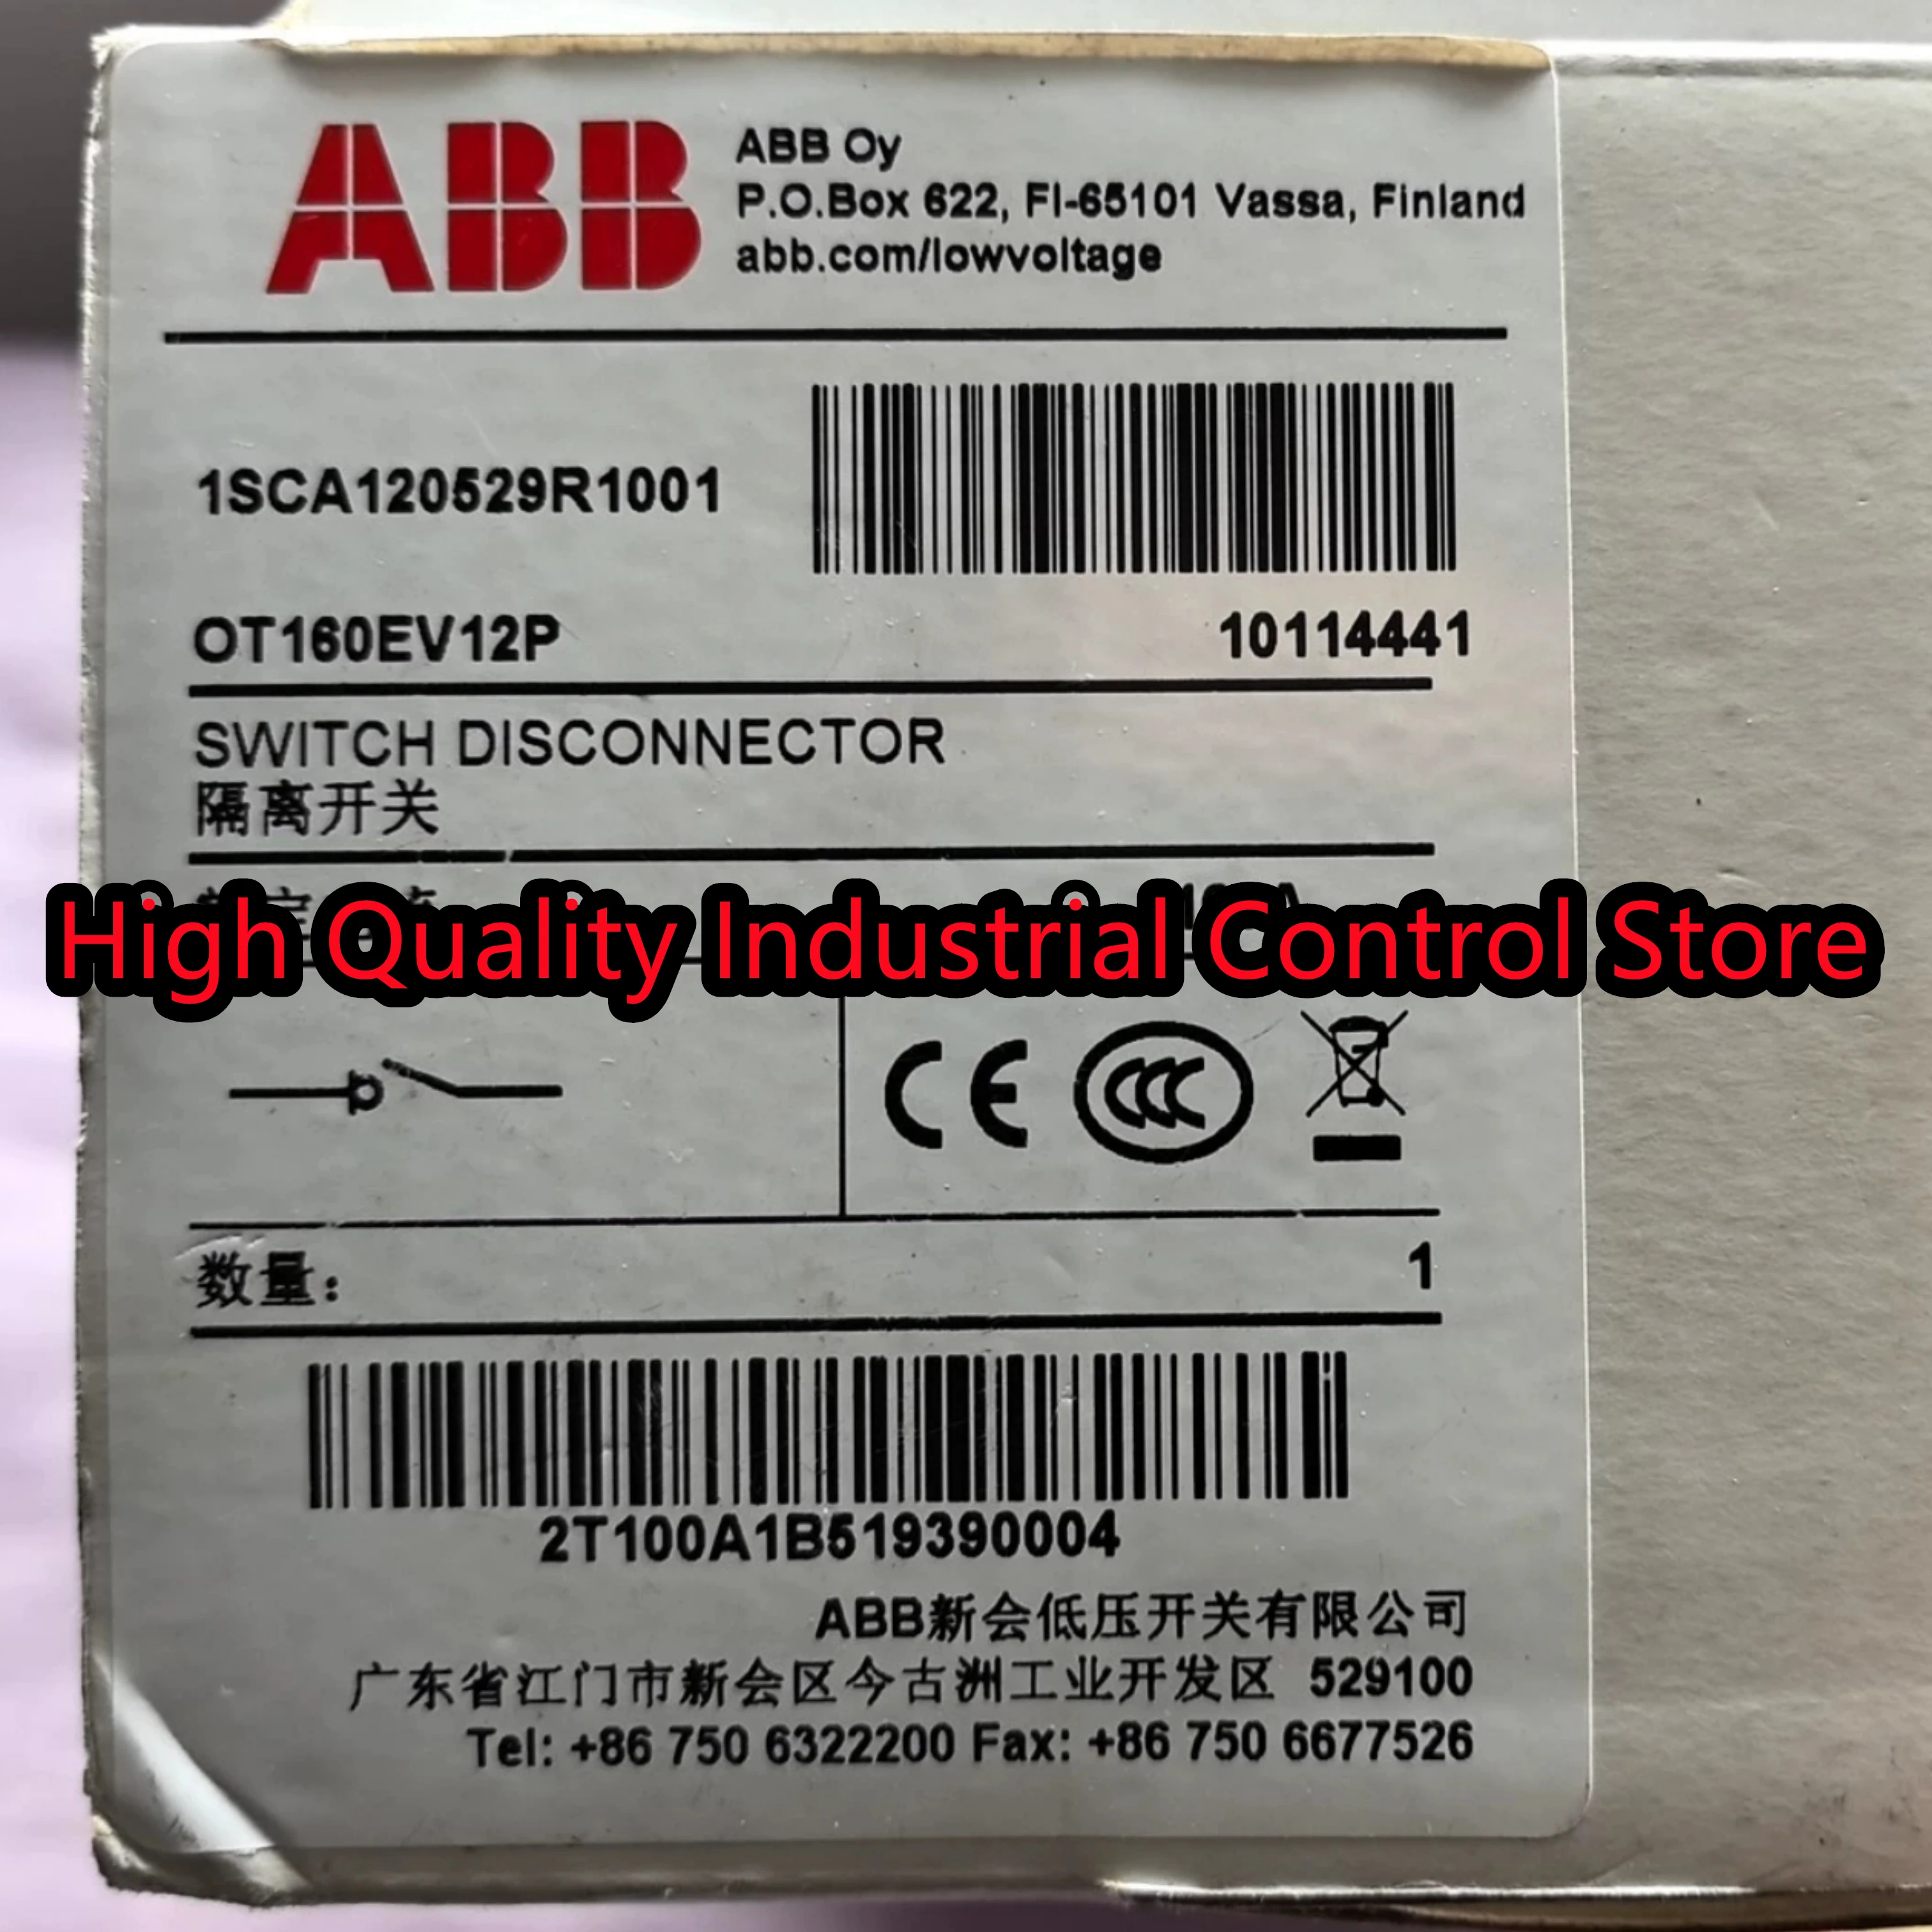 ABB
ABB Oy
P.O.Box 622, FI-65101 Vassa, Finland
abb.com/lowvoltage
1SCA120529R1001
OT160EV12P
10114441
SWITCH DISCONNECTOR
隔离开关
High Quality Industrial Control Store
CE
CCC
数量:
1
2T100A1B519390004
ABB新会低压开关有限公司
广东省江门市新会区今古洲工业开发区 529100
Tel: +86 750 6322200 Fax: +86 750 6677526